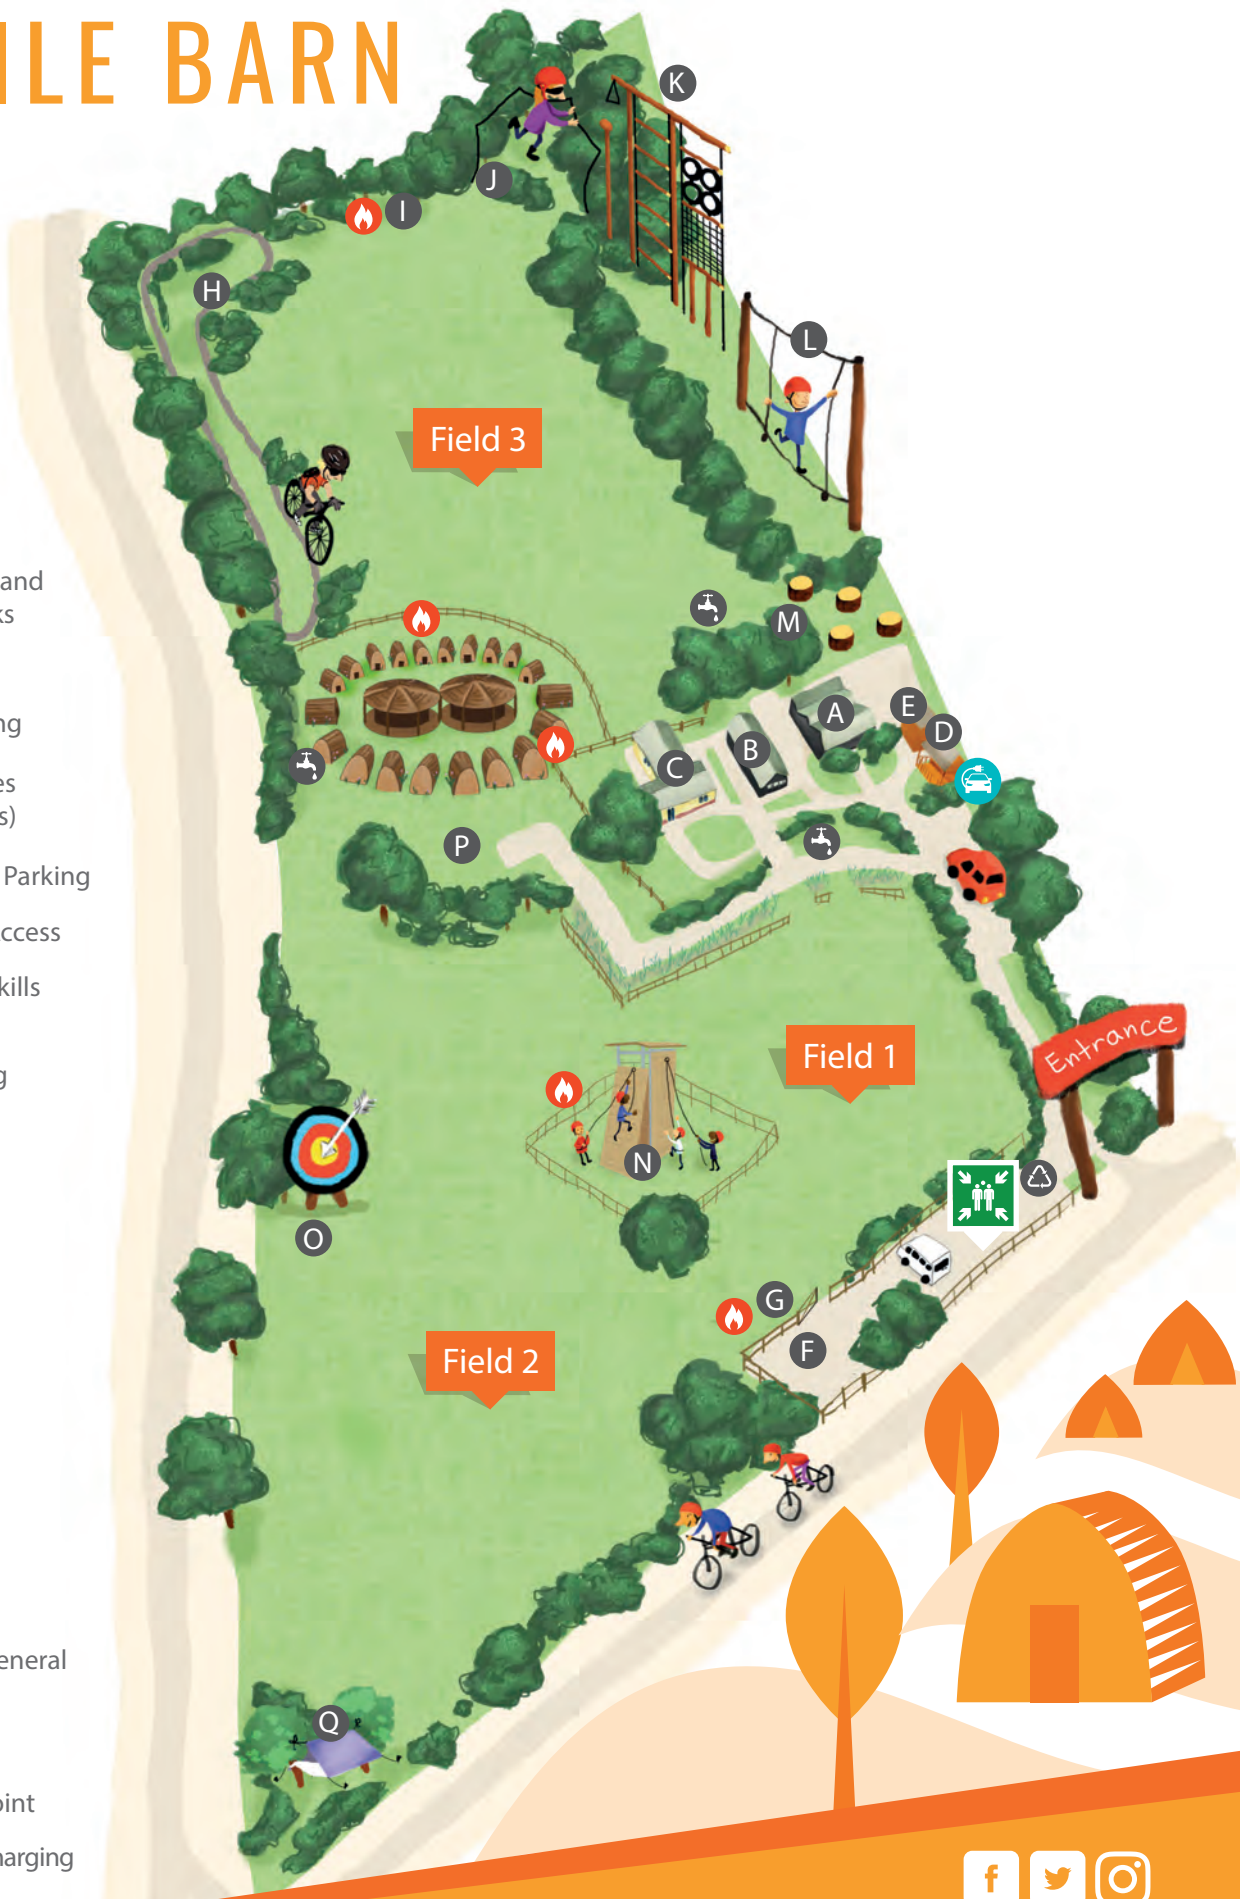 ILE BARN
K
J
I
H
L
Field 3
and
ks
M
ng
A
E
D
B
C
es
s)
P
Parking
ccess
kills
Entrance
Field 1
g
N
O
G
F
Field 2
eneral
Q
oint
harging
f